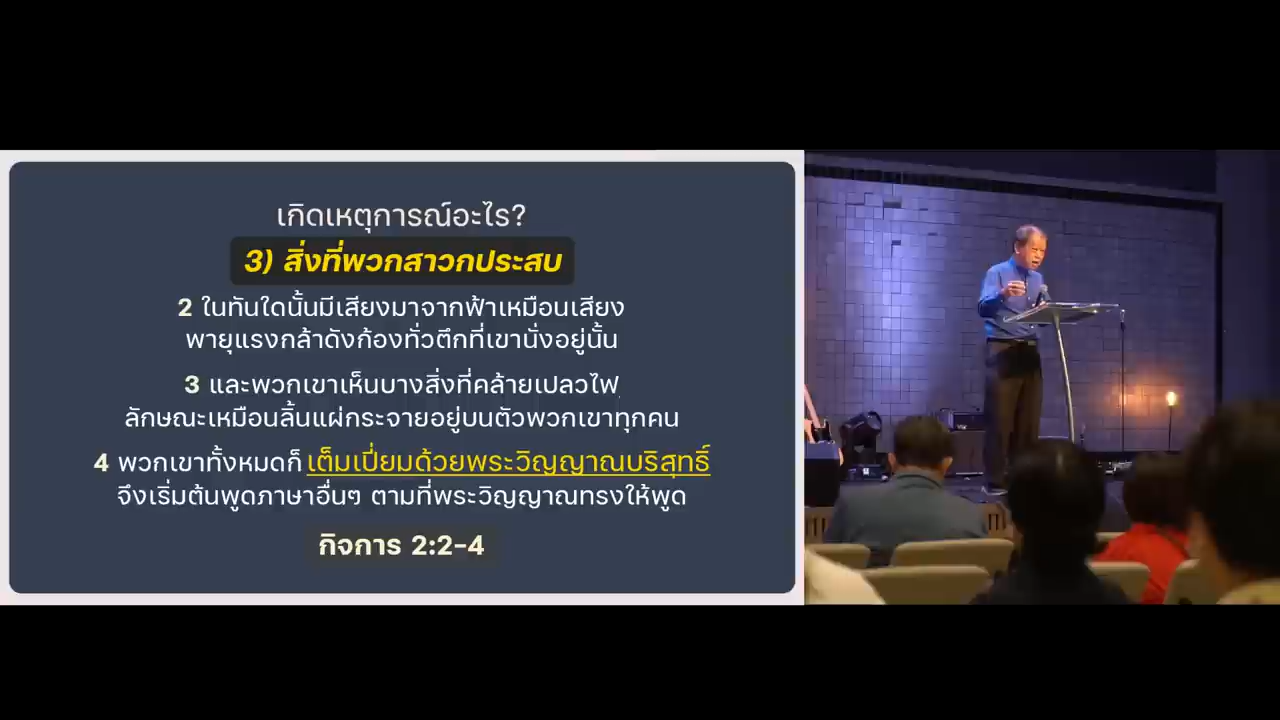 เกิดเหตุการณ์อะไร?
3) สิ่งที่พวกสาวกประสบ
2 ในทันใดนั้นมีเสียงมาจากฟ้าเหมือนเสียง
พายุแรงกล้าดังก้องทั่วตึกที่เขานั่งอยู่นั้น
3 และพวกเขาเห็นบางสิ่งที่คล้ายเปลวไฟ
ลักษณะเหมือนลิ้นแผ่กระจายอยู่บนตัวพวกเขาทุกคน
4 พวกเขาทั้งหมดก็ เต็มเปี่ยมด้วยพระวิญญาณบริสุทธิ์
จึงเริ่มต้นพูดภาษาอื่นๆ ตามที่พระวิญญาณทรงให้พูด
กิจการ 2:2-4